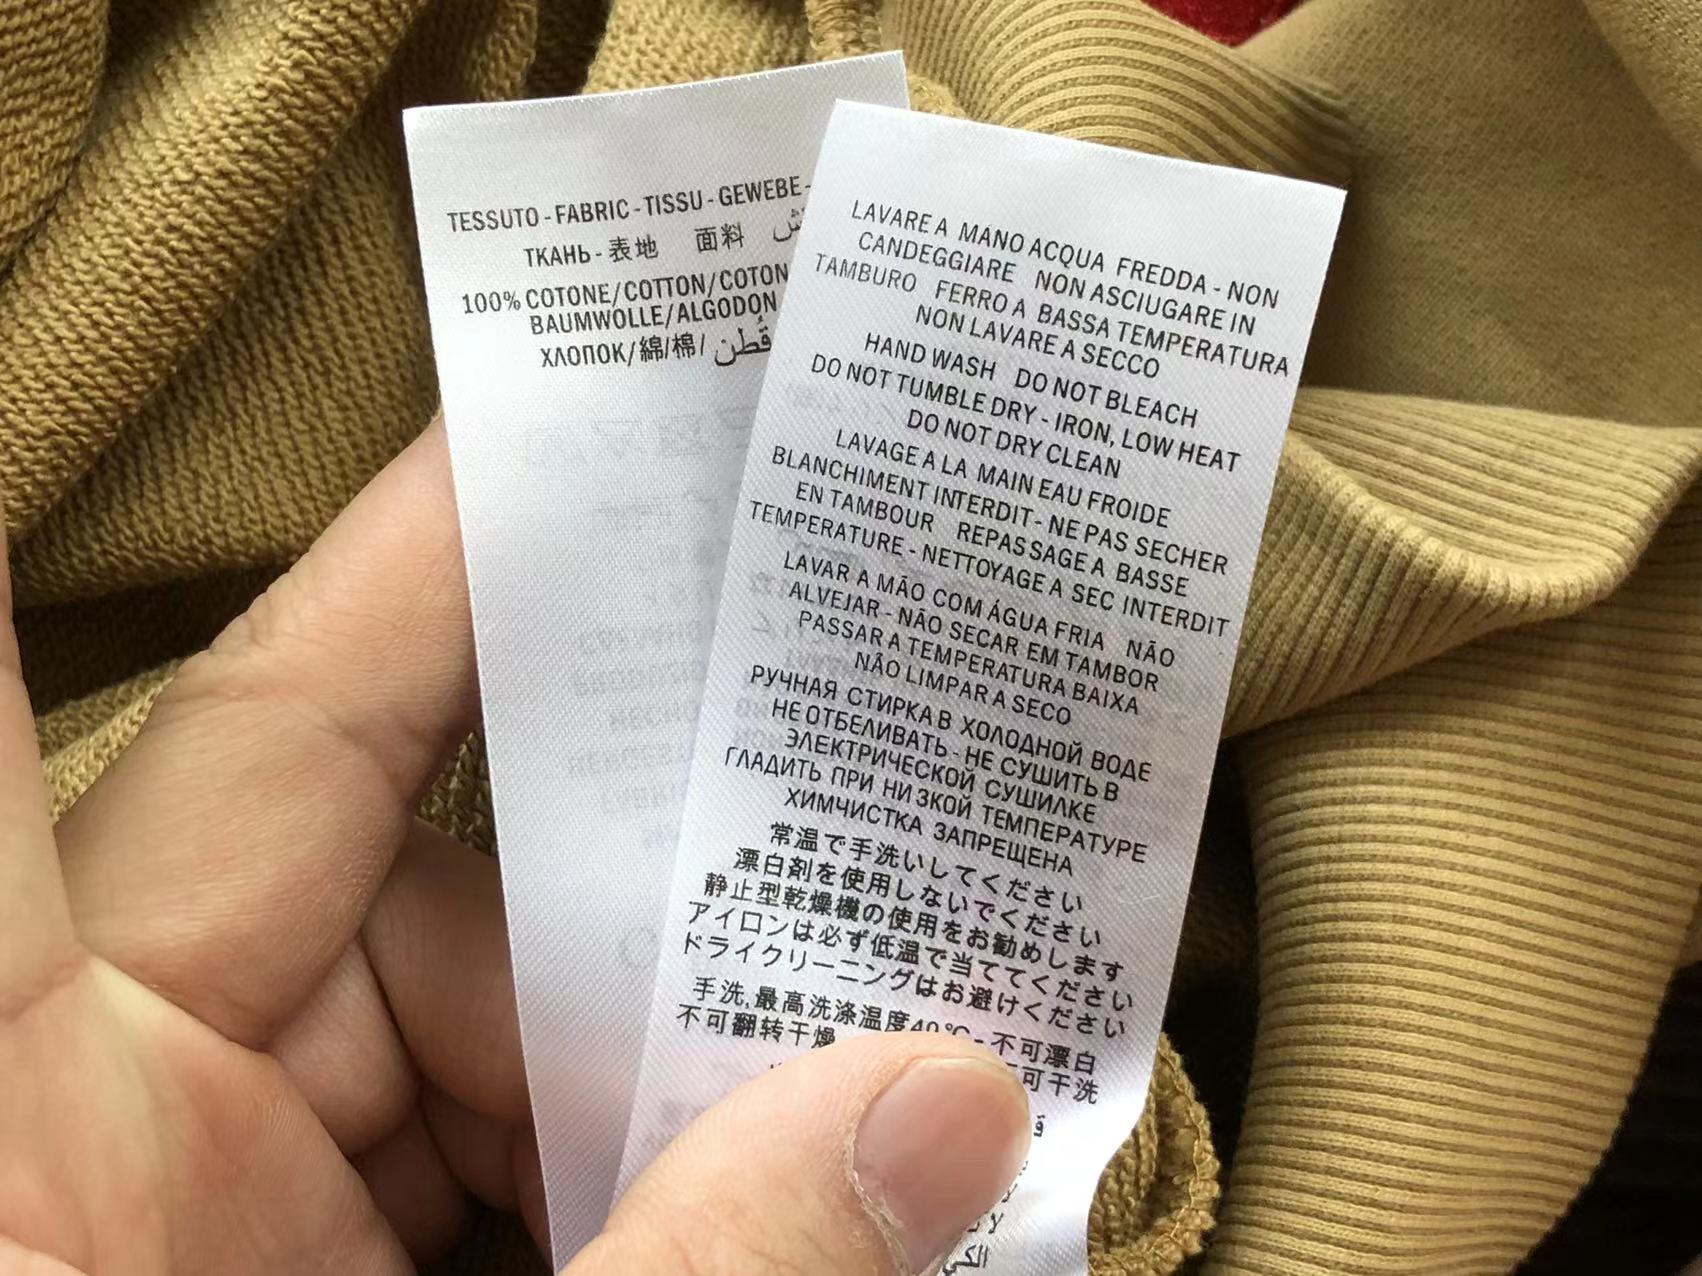 TESSUTO - FABRIC - TISSU - GEWEBE -
ТКАНЬ - 表地 面料
100% COTONE/COTTON/COTON
BAUMWOLLE/ALGODON
ХЛОПОК/綿/棉/ قُطن
LAVARE A MANO ACQUA FREDDA - NON
CANDEGGIARE NON ASCIUGARE IN
TAMBURO FERRO A BASSA TEMPERATURA
NON LAVARE A SECCO
HAND WASH DO NOT BLEACH
DO NOT TUMBLE DRY - IRON, LOW HEAT
DO NOT DRY CLEAN
LAVAGE A LA MAIN EAU FROIDE
BLANCHIMENT INTERDIT - NE PAS SECHER
EN TAMBOUR REPASSAGE A BASSE
TEMPERATURE - NETTOYAGE A SEC INTERDIT
LAVAR A MÃO COM ÁGUA FRIA NÃO
ALVEJAR - NÃO SECAR EM TAMBOR
PASSAR A TEMPERATURA BAIXA
NÃO LIMPAR A SECO
РУЧНАЯ СТИРКА В ХОЛОДНОЙ ВОДЕ
НЕ ОТБЕЛИВАТЬ - НЕ СУШИТЬ В
ЭЛЕКТРИЧЕСКОЙ СУШИЛКЕ
ГЛАДИТЬ ПРИ НИЗКОЙ ТЕМПЕРАТУРЕ
ХИМЧИСТКА ЗАПРЕЩЕНА
常温で手洗いしてください
漂白剤を使用しないでください
静止型乾燥機の使用をお勧めします
アイロンは必ず低温で当ててください
ドライクリーニングはお避けください
手洗,最高洗涤温度40℃ - 不可漂白
不可翻转干燥 可干洗